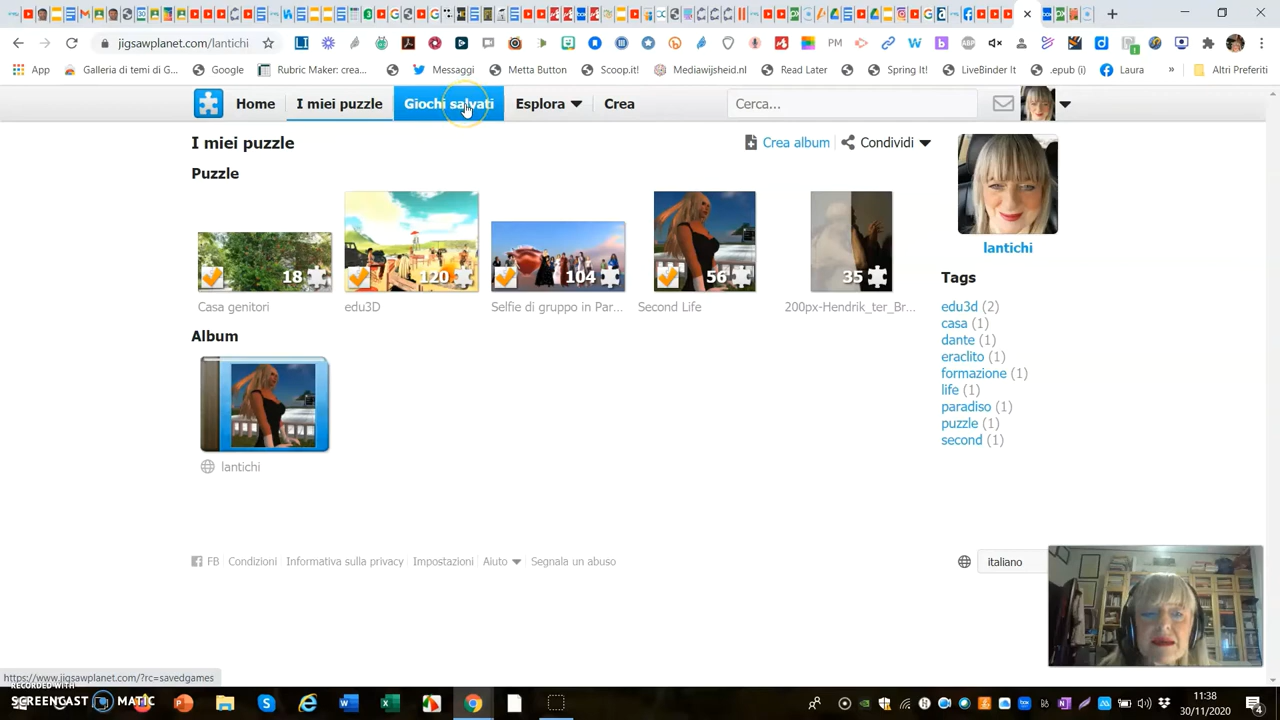 jigsawplanet.com/lantichi
PM
ABP
App
Galleria di temi di G...
Google
Rubric Maker: crea...
Messaggi
Metta Button
Scoop.it!
Mediawijsheid.nl
Read Later
Spring It!
LiveBinder It
.epub (i)
Laura
»
Altri Preferiti
Home
I miei puzzle
Giochi salvati
Esplora
Crea
Cerca...
I miei puzzle
Crea album
Condividi
Puzzle
18
120
104
56
35
Casa genitori
edu3D
Selfie di gruppo in Par...
Second Life
200px-Hendrik_ter_Br...
Album
lantichi
lantichi
Tags
edu3d (2)
casa (1)
dante (1)
eraclito (1)
formazione (1)
life (1)
paradiso (1)
puzzle (1)
second (1)
FB
Condizioni
Informativa sulla privacy
Impostazioni
Aiuto
Segnala un abuso
italiano
https://www.jigsawplanet.com/?rc=savedgames
RECORDED WITH
SCREENCAST MATIC
11:38
30/11/2020
4